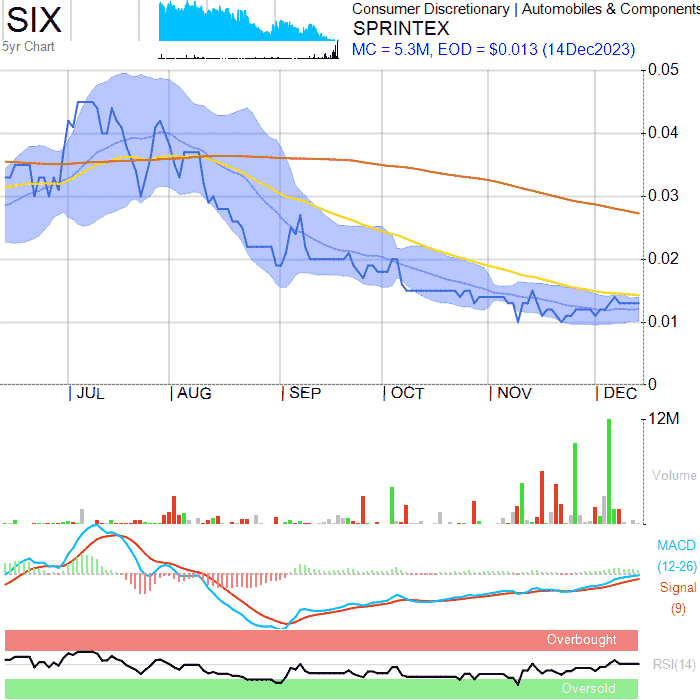 SIX
5yr Chart
Consumer Discretionary | Automobiles & Components
SPRINTEX
MC = 5.3M, EOD = $0.013 (14Dec2023)
0.05
0.04
0.03
0.02
0.01
0
JUL AUG SEP OCT NOV DEC
12M
Volume
MACD
(12-26)
Signal
(9)
Overbought
RSI(14)
Oversold